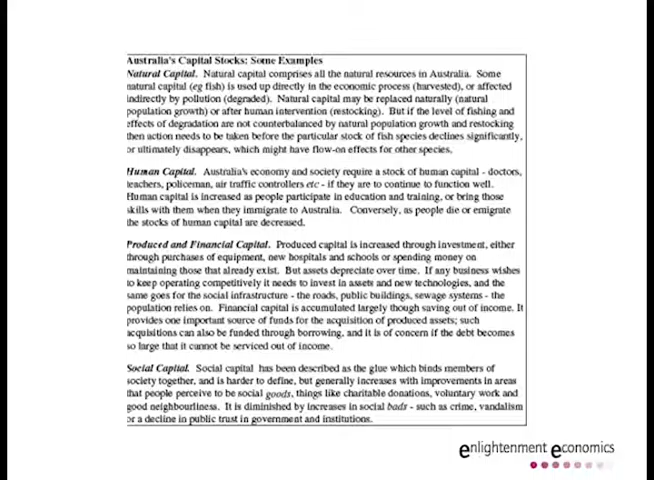 Australia's Capital Stocks: Some Examples
Natural Capital. Natural capital comprises all the natural resources in Australia. Some
natural capital (eg fish) is used up directly in the economic process (harvested), or affected
indirectly by pollution (degraded). Natural capital may be replaced naturally (natural
population growth) or after human intervention (restocking). But if the level of fishing and
effects of degradation are not counterbalanced by natural population growth and restocking
then action needs to be taken before the particular stock of fish species declines significantly,
or ultimately disappears, which might have flow-on effects for other species.
Human Capital. Australia's economy and society require a stock of human capital - doctors,
teachers, policeman, air traffic controllers etc - if they are to continue to function well.
Human capital is increased as people participate in education and training, or bring those
skills with them when they immigrate to Australia. Conversely, as people die or emigrate
the stocks of human capital are decreased.
Produced and Financial Capital. Produced capital is increased through investment, either
through purchases of equipment, new hospitals and schools or spending money on
maintaining those that already exist. But assets depreciate over time. If any business wishes
to keep operating competitively it needs to invest in assets and new technologies, and the
same goes for the social infrastructure - the roads, public buildings, sewage systems - the
population relies on. Financial capital is accumulated largely though saving out of income. It
provides one important source of funds for the acquisition of produced assets; such
acquisitions can also be funded through borrowing, and it is of concern if the debt becomes
so large that it cannot be serviced out of income.
Social Capital. Social capital has been described as the glue which binds members of
society together, and is harder to define, but generally increases with improvements in areas
that people perceive to be social goods, things like charitable donations, voluntary work and
good neighbourliness. It is diminished by increases in social bads - such as crime, vandalism
or a decline in public trust in government and institutions.
enlightenment economics